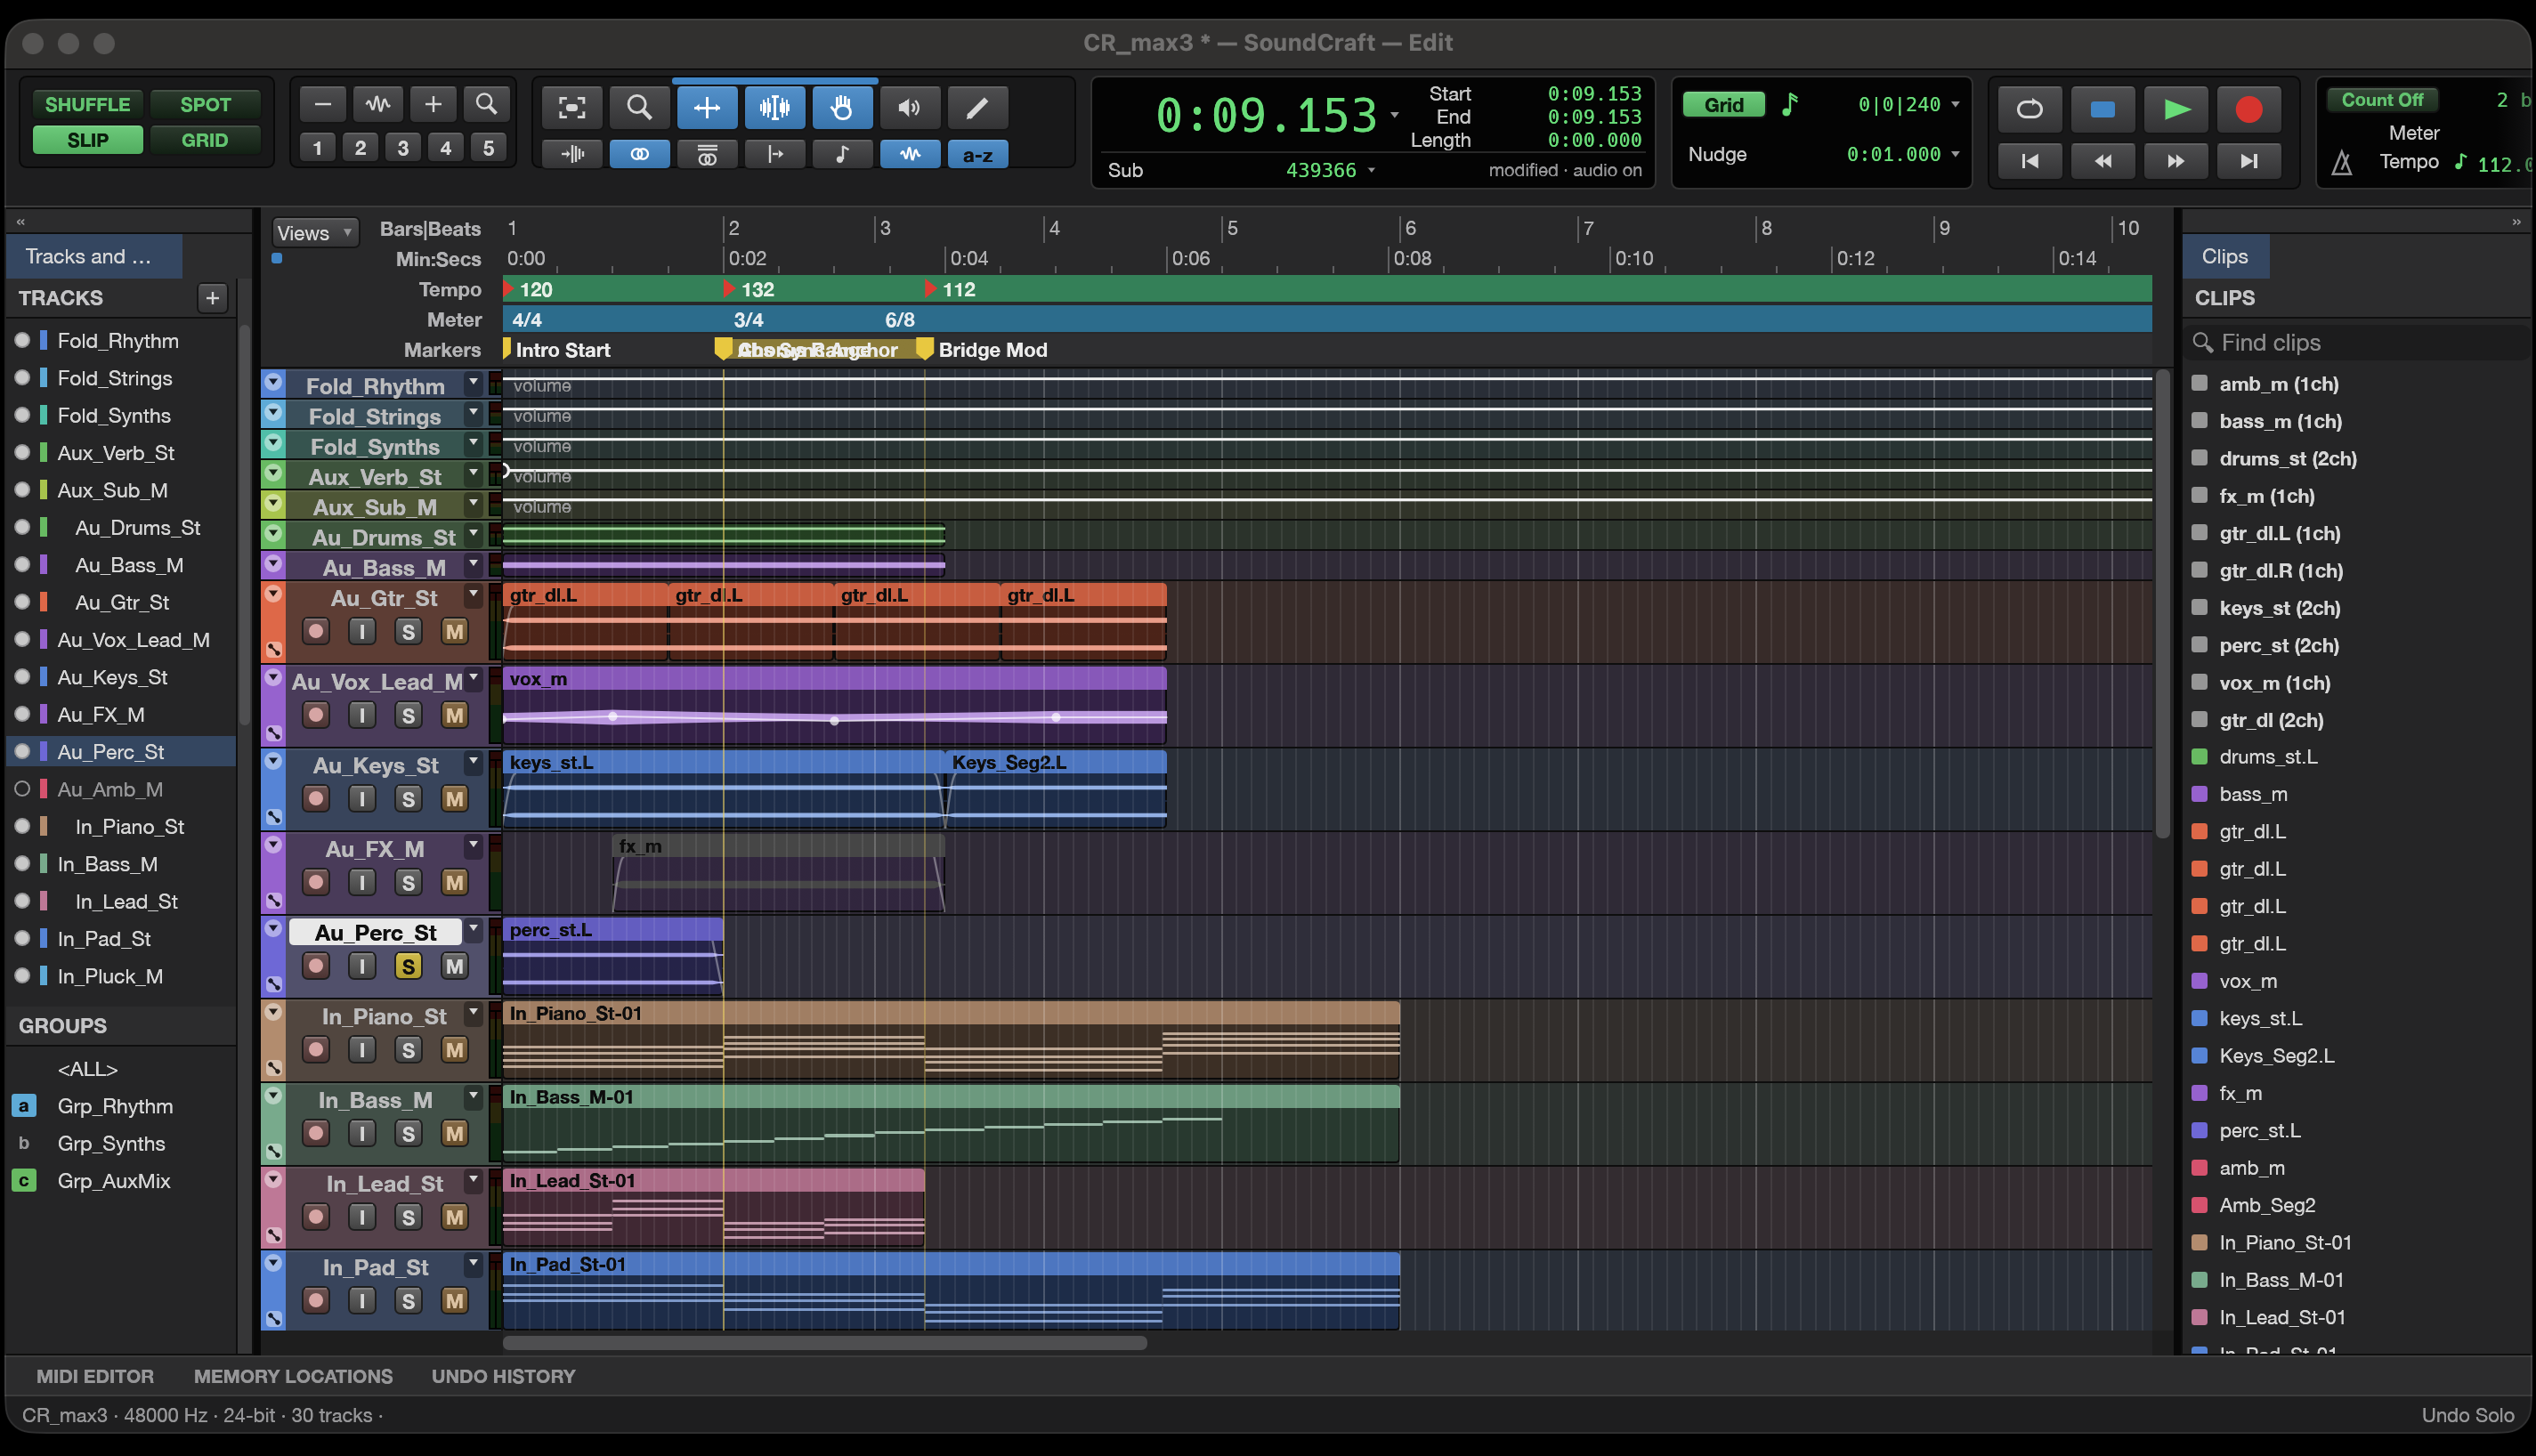 CR_max3 * — SoundCraft — Edit
SHUFFLE SPOT
SLIP GRID
1 2 3 4 5
a-z
0:09.153
Start 0:09.153
End 0:09.153
Length 0:00.000
Sub 439366 modified · audio on
Grid 0|0|240
Nudge 0:01.000
Count Off 2 b
Meter
Tempo 112.0
Tracks and ...
TRACKS
Fold_Rhythm
Fold_Strings
Fold_Synths
Aux_Verb_St
Aux_Sub_M
Au_Drums_St
Au_Bass_M
Au_Gtr_St
Au_Vox_Lead_M
Au_Keys_St
Au_FX_M
Au_Perc_St
Au_Amb_M
In_Piano_St
In_Bass_M
In_Lead_St
In_Pad_St
In_Pluck_M
GROUPS
<ALL>
a Grp_Rhythm
b Grp_Synths
c Grp_AuxMix
Views
Bars|Beats 1 2 3 4 5 6 7 8 9 10
Min:Secs 0:00 0:02 0:04 0:06 0:08 0:10 0:12 0:14
Tempo 120 132 112
Meter 4/4 3/4 6/8
Markers Intro Start Bridge Mod
Fold_Rhythm volume
Fold_Strings volume
Fold_Synths volume
Aux_Verb_St volume
Aux_Sub_M volume
Au_Drums_St
Au_Bass_M
Au_Gtr_St gtr_dl.L gtr_dl.L gtr_dl.L gtr_dl.L
I S M
Au_Vox_Lead_M vox_m
I S M
Au_Keys_St keys_st.L Keys_Seg2.L
I S M
Au_FX_M fx_m
I S M
Au_Perc_St perc_st.L
I S M
In_Piano_St In_Piano_St-01
I S M
In_Bass_M In_Bass_M-01
I S M
In_Lead_St In_Lead_St-01
I S M
In_Pad_St In_Pad_St-01
I S M
Clips
CLIPS
Find clips
amb_m (1ch)
bass_m (1ch)
drums_st (2ch)
fx_m (1ch)
gtr_dl.L (1ch)
gtr_dl.R (1ch)
keys_st (2ch)
perc_st (2ch)
vox_m (1ch)
gtr_dl (2ch)
drums_st.L
bass_m
gtr_dl.L
gtr_dl.L
gtr_dl.L
gtr_dl.L
vox_m
keys_st.L
Keys_Seg2.L
fx_m
perc_st.L
amb_m
Amb_Seg2
In_Piano_St-01
In_Bass_M-01
In_Lead_St-01
In_Pad_St-01
MIDI EDITOR MEMORY LOCATIONS UNDO HISTORY
CR_max3 · 48000 Hz · 24-bit · 30 tracks ·
Undo Solo